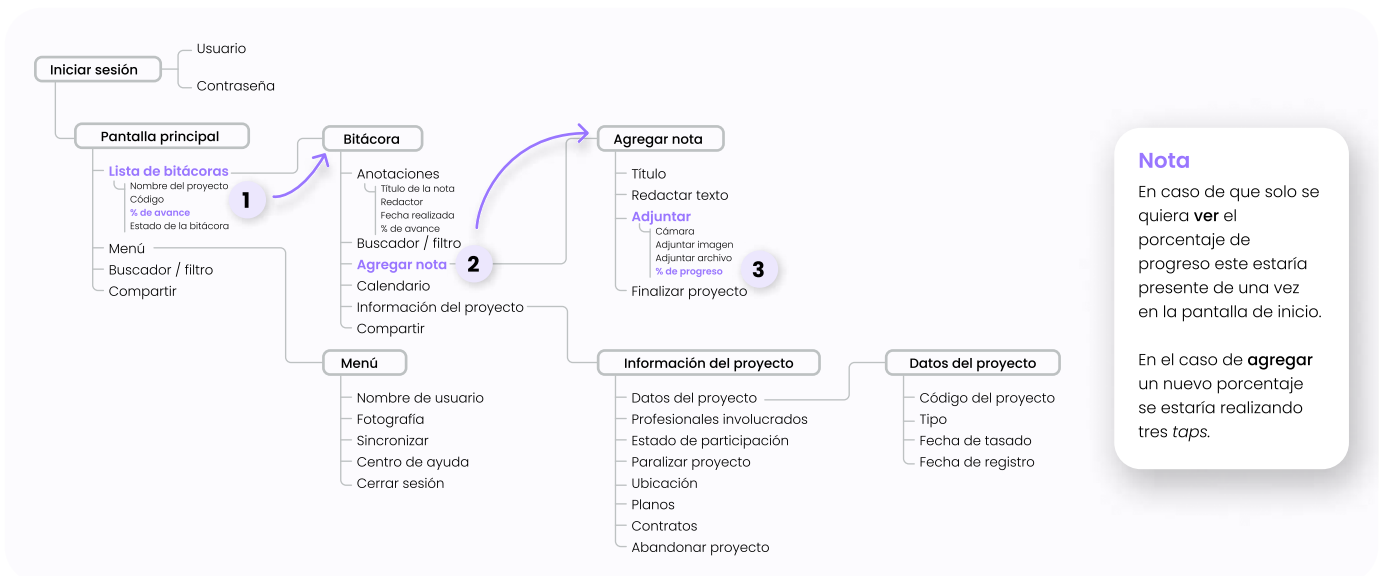 Iniciar sesión
Usuario
Contraseña
Pantalla principal
Lista de bitácoras
Nombre del proyecto
Código
% de avance
Estado de la bitácora
1
Menú
Buscador / filtro
Compartir
Bitácora
Anotaciones
Título de la nota
Redactor
Fecha realizada
% de avance
Buscador / filtro
Agregar nota
2
Calendario
Información del proyecto
Compartir
Agregar nota
Título
Redactar texto
Adjuntar
Cámara
Adjuntar imagen
Adjuntar archivo
% de progreso
3
Finalizar proyecto
Menú
Nombre de usuario
Fotografía
Sincronizar
Centro de ayuda
Cerrar sesión
Información del proyecto
Datos del proyecto
Profesionales involucrados
Estado de participación
Paralizar proyecto
Ubicación
Planos
Contratos
Abandonar proyecto
Datos del proyecto
Código del proyecto
Tipo
Fecha de tasado
Fecha de registro
Nota
En caso de que solo se
quiera ver el
porcentaje de
progreso este estaría
presente de una vez
en la pantalla de inicio.
En el caso de agregar
un nuevo porcentaje
se estaría realizando
tres taps.